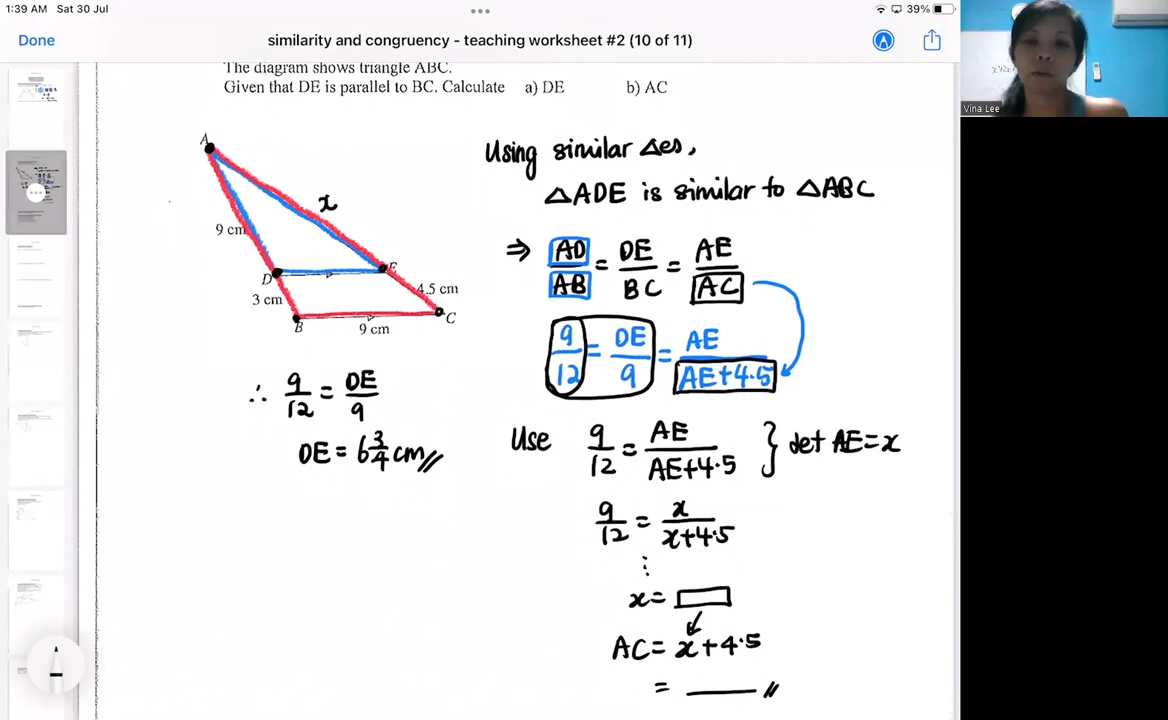 1:39 AM Sat 30 Jul
39%
Done
similarity and congruency - teaching worksheet #2 (10 of 11)
Vina Lee
The diagram shows triangle ABC.
Given that DE is parallel to BC. Calculate a) DE b) AC
A
x
9 cm
D
E
3 cm
4.5 cm
B
9 cm
C
Using similar △es,
△ADE is similar to △ABC
⇒ AD/AB = DE/BC = AE/AC
9/12 = DE/9 = AE/AE+4.5
∴ 9/12 = DE/9
DE = 6 3/4 cm //
Use 9/12 = AE/AE+4.5 } let AE = x
9/12 = x/x+4.5
⋮
x = 
AC = x+4.5
= ____ //